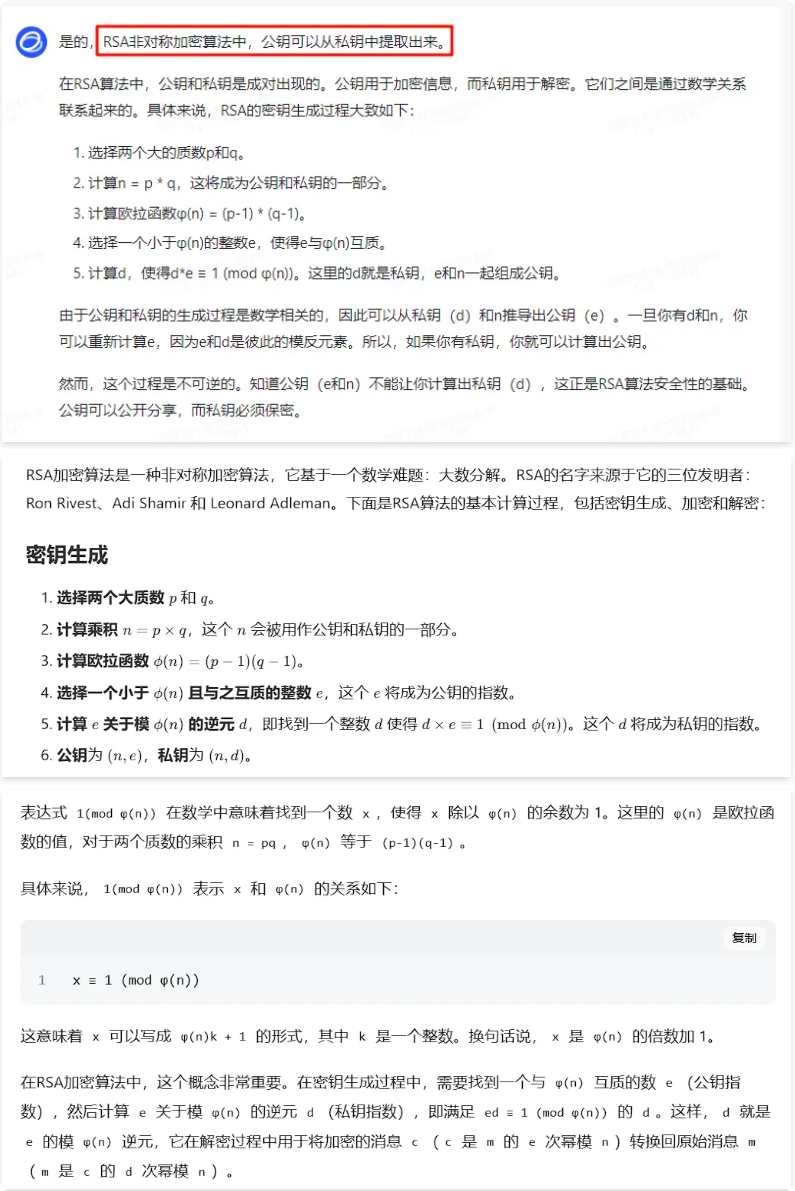 是的，RSA非对称加密算法中，公钥可以从私钥中提取出来。
在RSA算法中，公钥和私钥是成对出现的。公钥用于加密信息，而私钥用于解密。它们之间是通过数学关系
联系起来的。具体来说，RSA的密钥生成过程大致如下：
1. 选择两个大的质数p和q。
2. 计算n = p * q，这将成为公钥和私钥的一部分。
3. 计算欧拉函数φ(n) = (p-1) * (q-1)。
4. 选择一个小于φ(n)的整数e，使得e与φ(n)互质。
5. 计算d，使得d*e ≡ 1 (mod φ(n))。这里的d就是私钥，e和n一起组成公钥。
由于公钥和私钥的生成过程是数学相关的，因此可以从私钥（d）和n推导出公钥（e）。一旦你有d和n，你
可以重新计算e，因为e和d是彼此的模反元素。所以，如果你有私钥，你就可以计算出公钥。
然而，这个过程是不可逆的。知道公钥（e和n）不能让你计算出私钥（d），这正是RSA算法安全性的基础。
公钥可以公开分享，而私钥必须保密。
RSA加密算法是一种非对称加密算法，它基于一个数学难题：大数分解。RSA的名字来源于它的三位发明者：
Ron Rivest、Adi Shamir 和 Leonard Adleman。下面是RSA算法的基本计算过程，包括密钥生成、加密和解密：
密钥生成
1. 选择两个大质数 p 和 q。
2. 计算乘积 n = p × q，这个 n 会被用作公钥和私钥的一部分。
3. 计算欧拉函数 ϕ(n) = (p − 1)(q − 1)。
4. 选择一个小于 ϕ(n) 且与之互质的整数 e，这个 e 将成为公钥的指数。
5. 计算 e 关于模 ϕ(n) 的逆元 d，即找到一个整数 d 使得 d × e ≡ 1 (mod ϕ(n))。这个 d 将成为私钥的指数。
6. 公钥为 (n, e)，私钥为 (n, d)。
表达式 1(mod φ(n)) 在数学中意味着找到一个数 x ，使得 x 除以 φ(n) 的余数为 1。这里的 φ(n) 是欧拉函
数的值，对于两个质数的乘积 n = pq ， φ(n) 等于 (p-1)(q-1) 。
具体来说， 1(mod φ(n)) 表示 x 和 φ(n) 的关系如下：
复制
1 x ≡ 1 (mod φ(n))
这意味着 x 可以写成 φ(n)k + 1 的形式，其中 k 是一个整数。换句话说， x 是 φ(n) 的倍数加 1。
在RSA加密算法中，这个概念非常重要。在密钥生成过程中，需要找到一个与 φ(n) 互质的数 e （公钥指
数），然后计算 e 关于模 φ(n) 的逆元 d （私钥指数），即满足 ed ≡ 1 (mod φ(n)) 的 d 。这样， d 就是
e 的模 φ(n) 逆元，它在解密过程中用于将加密的消息 c （ c 是 m 的 e 次幂模 n ）转换回原始消息 m
（ m 是 c 的 d 次幂模 n ）。